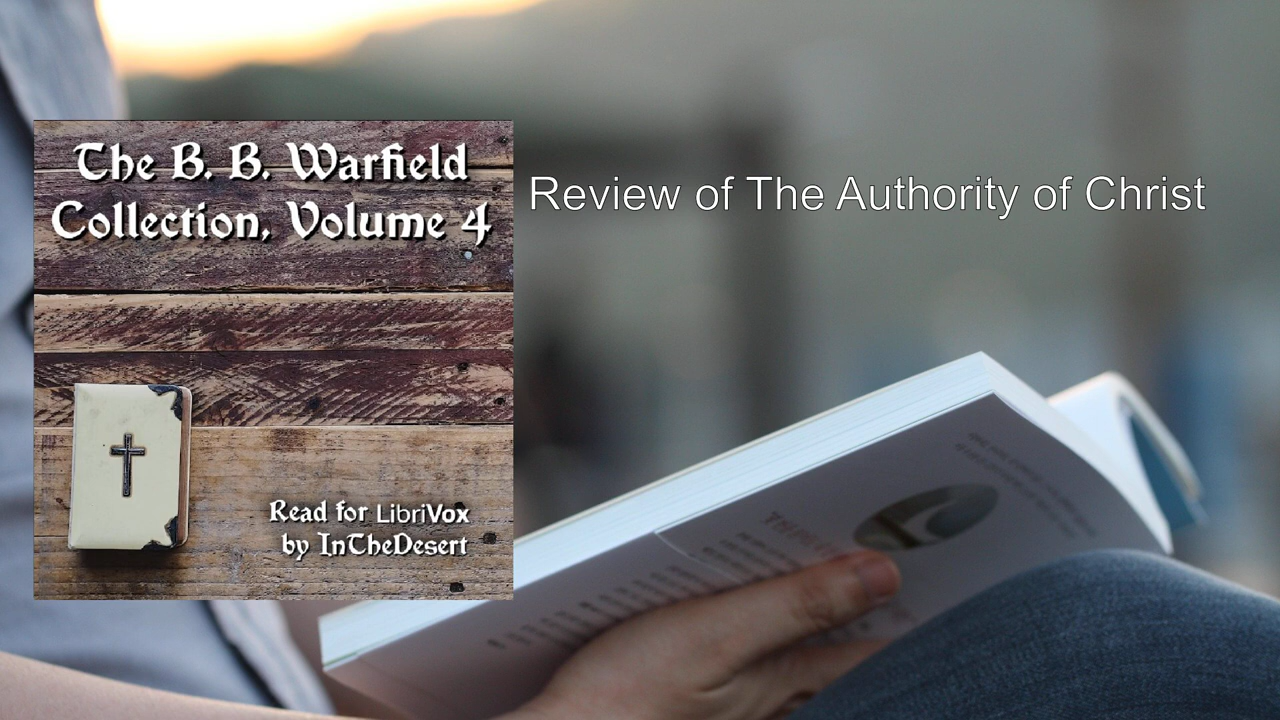 The B. B. Warfield
Collection, Volume 4
Review of The Authority of Christ
Read for LibriVox
by InTheDesert